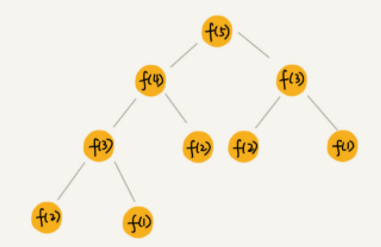 f(5)
f(4) f(3)
f(3) f(2) f(2) f(1)
f(2) f(1)